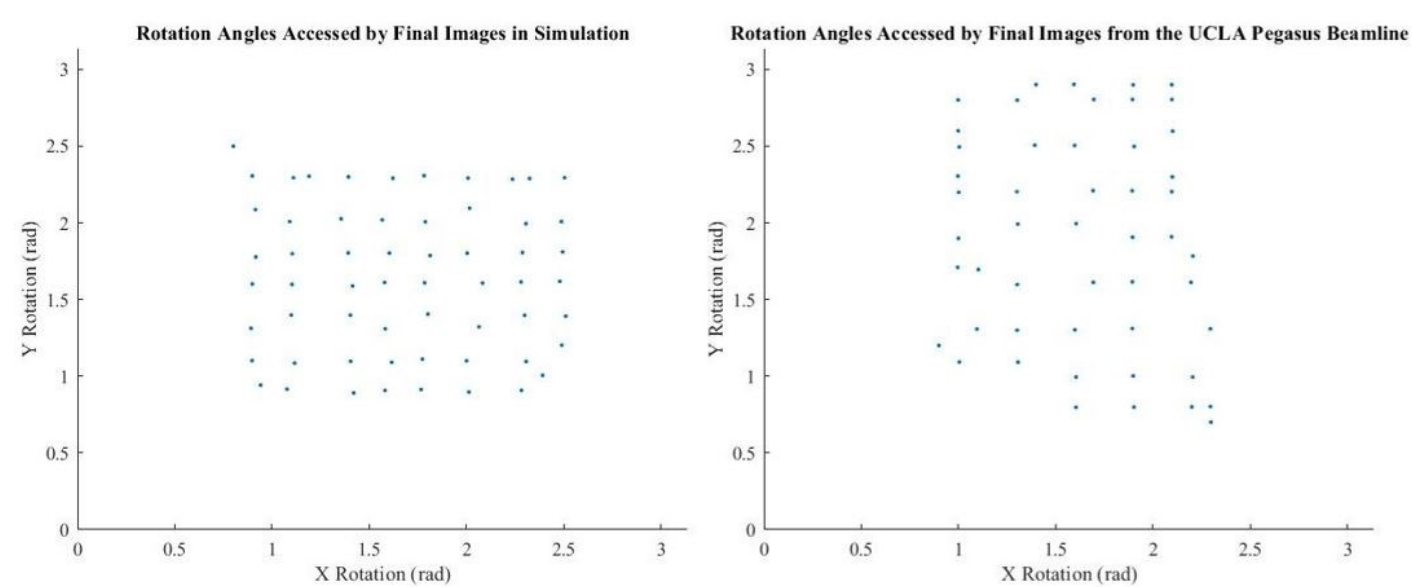 Rotation Angles Accessed by Final Images in Simulation
3
2.5
2
1.5
1
0.5
0
Y Rotation (rad)
0 0.5 1 1.5 2 2.5 3
X Rotation (rad)
Rotation Angles Accessed by Final Images from the UCLA Pegasus Beamline
3
2.5
2
1.5
1
0.5
0
Y Rotation (rad)
0 0.5 1 1.5 2 2.5 3
X Rotation (rad)